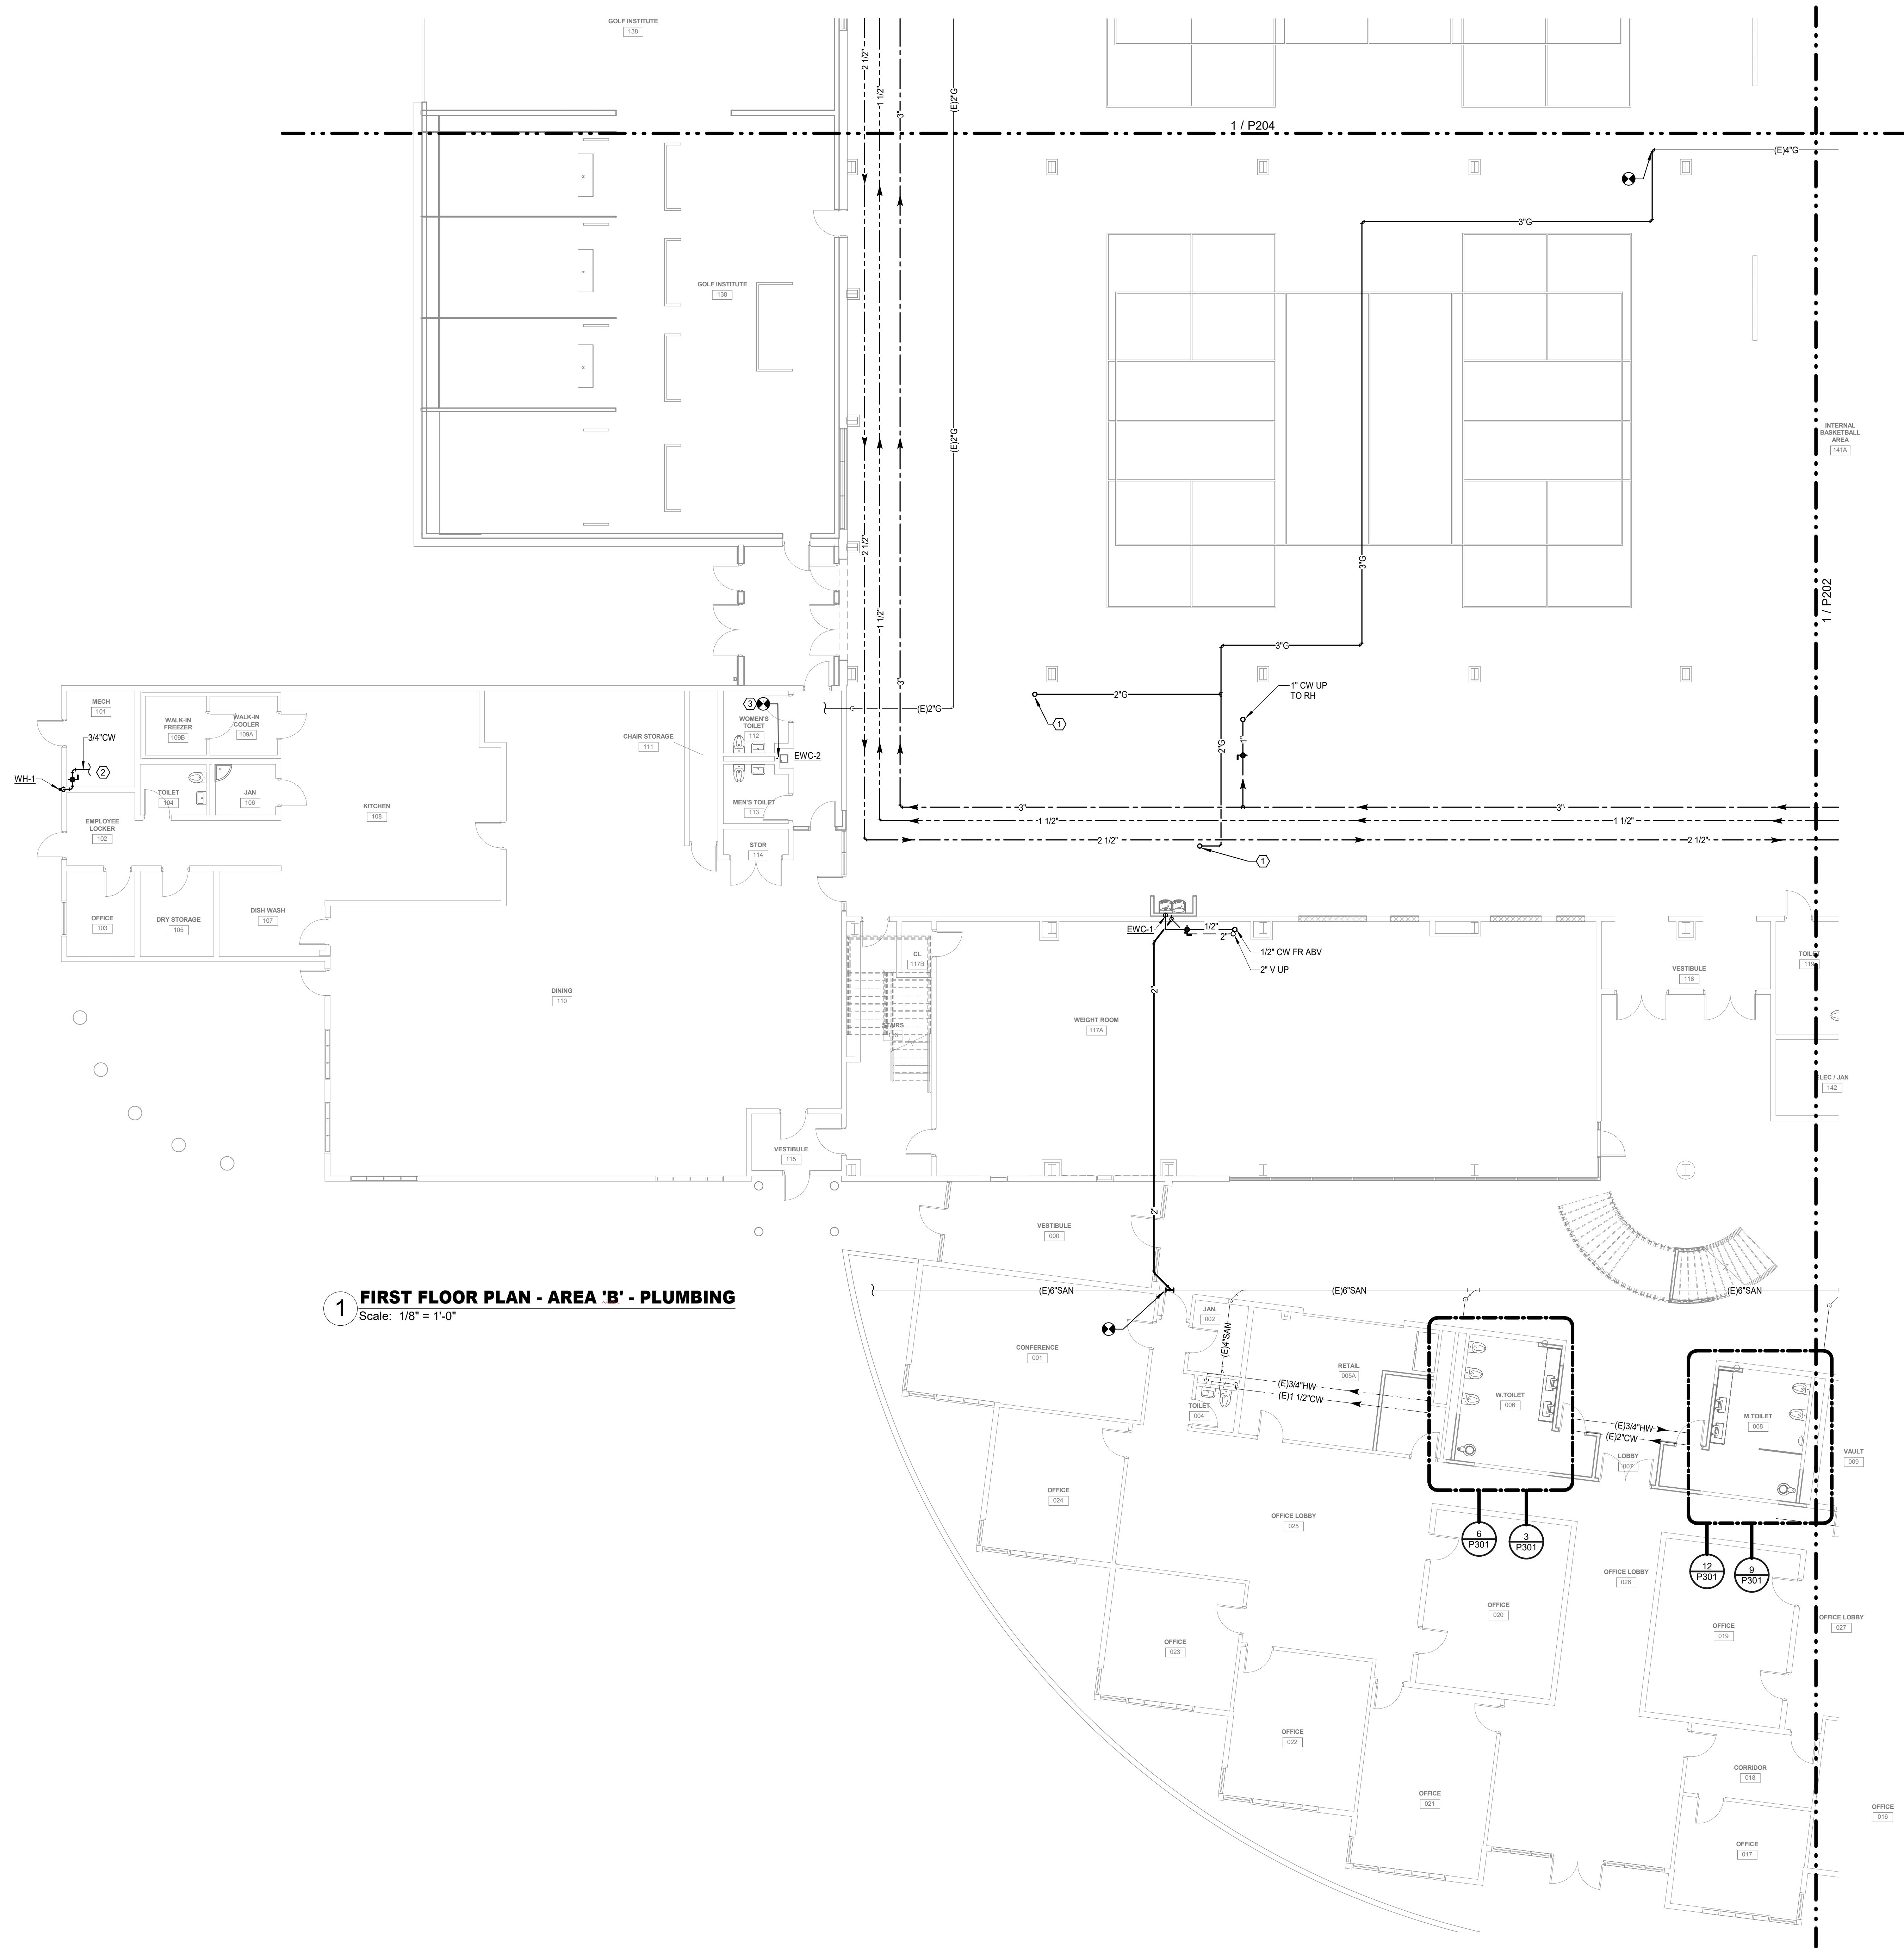 GOLF INSTITUTE
138
2 1/2"
1 1/2"
3"
(E)2"G
1 / P204
(E)4"G
3"G
GOLF INSTITUTE
138
(E)2"G
INTERNAL
BASKETBALL
AREA
141A
2 1/2"
3"G
1 / P202
1 1/2"
3"G
3"
2"G
1
1" CW UP
TO RH
(E)2"G
2"G
1"
MECH
101
WALK-IN
FREEZER
109B
WALK-IN
COOLER
109A
3
WOMEN'S
TOILET
112
CHAIR STORAGE
111
3/4"CW
2
WH-1
EWC-2
TOILET
104
JAN
106
KITCHEN
108
MEN'S TOILET
113
EMPLOYEE
LOCKER
102
3"
3"
1 1/2"
1 1/2"
2 1/2"
2 1/2"
STOR
114
1
OFFICE
103
DRY STORAGE
105
DISH WASH
107
EWC-1
1/2"
2"
1/2" CW FR ABV
2" V UP
CL
117B
VESTIBULE
118
TOILET
119
DINING
110
2"
WEIGHT ROOM
117A
STAIRS
ELEC / JAN
142
VESTIBULE
115
2"
VESTIBULE
000
1
FIRST FLOOR PLAN - AREA 'B' - PLUMBING
Scale: 1/8" = 1'-0"
(E)6"SAN
(E)6"SAN
(E)6"SAN
JAN.
002
(E)4"SAN
CONFERENCE
001
RETAIL
005A
(E)3/4"HW
(E)1 1/2"CW
TOILET
004
W.TOILET
006
(E)3/4"HW
(E)2"CW
M.TOILET
008
LOBBY
007
VAULT
009
OFFICE
024
OFFICE LOBBY
025
6
P301
3
P301
12
P301
9
P301
OFFICE LOBBY
026
OFFICE
020
OFFICE
019
OFFICE LOBBY
027
OFFICE
023
OFFICE
022
OFFICE
021
CORRIDOR
018
OFFICE
016
OFFICE
017